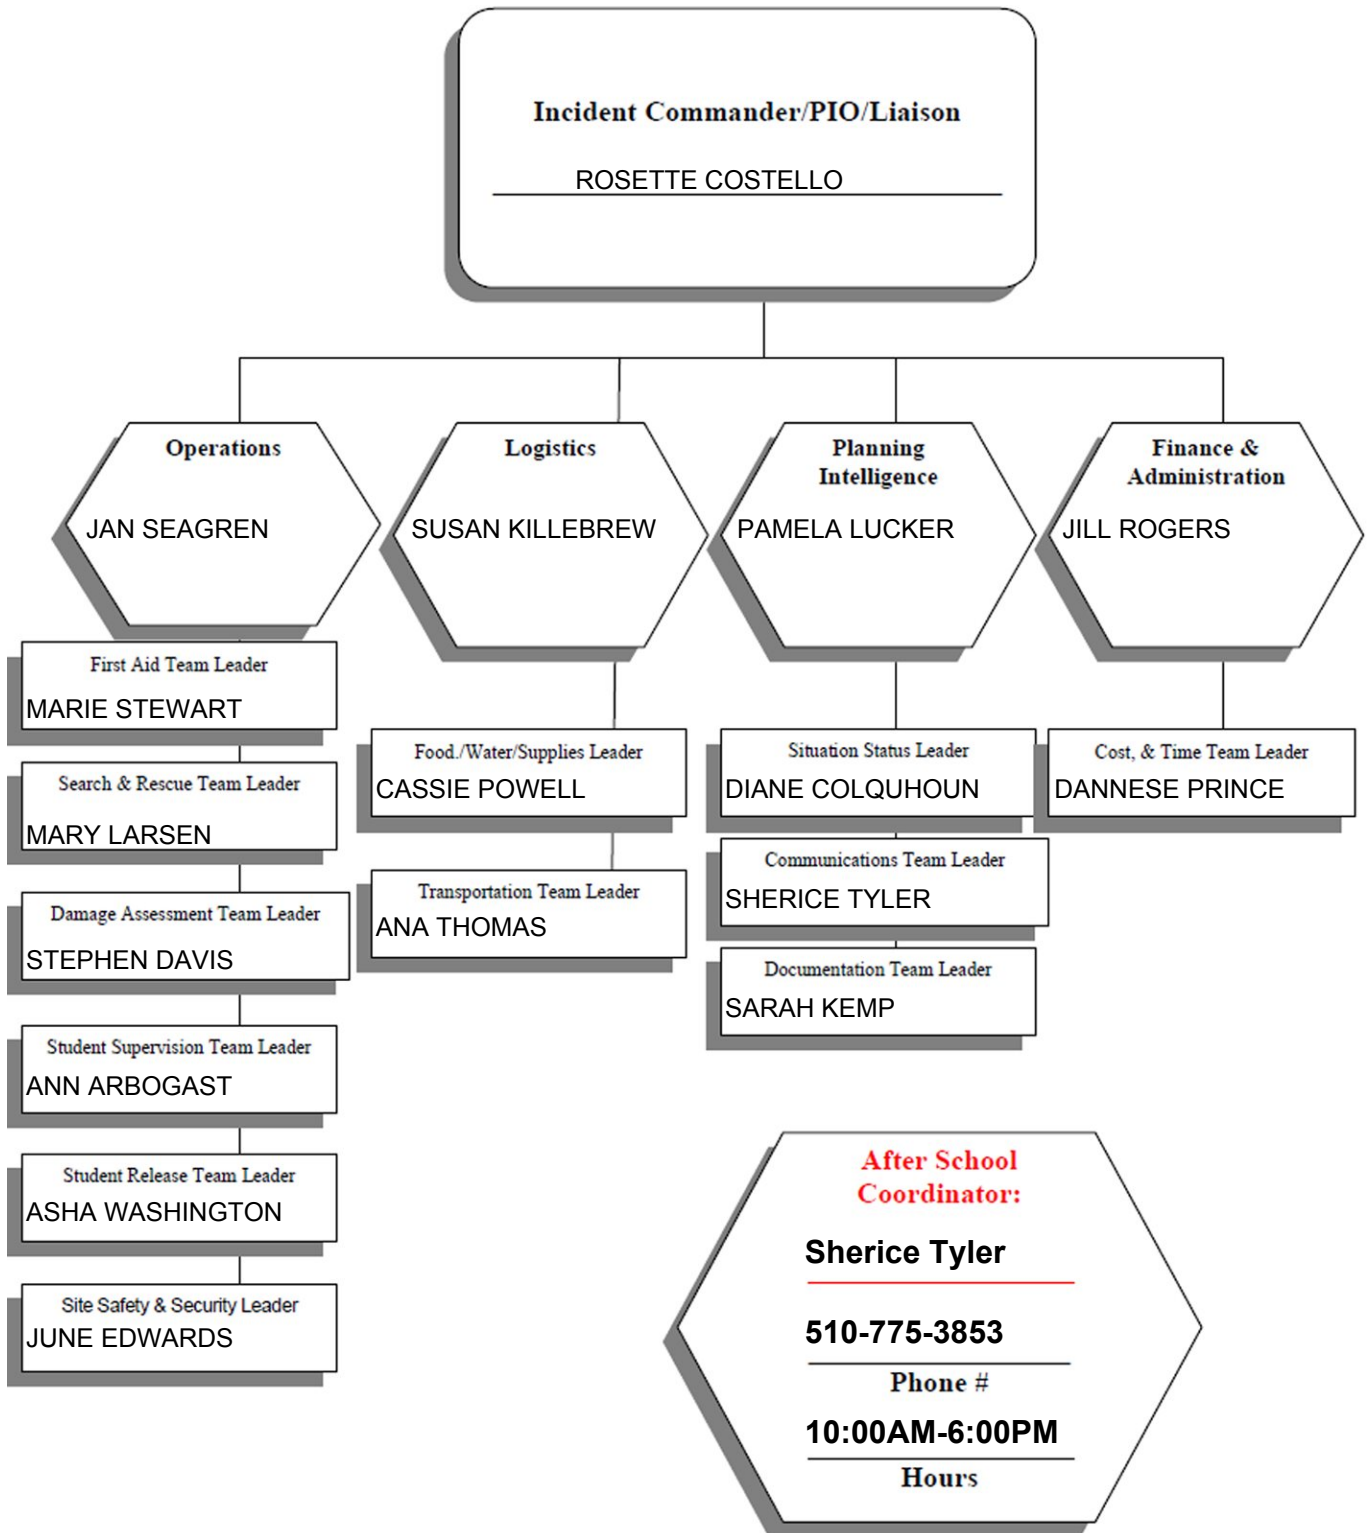 Incident Commander/PIO/Liaison
ROSETTE COSTELLO
Operations
JAN SEAGREN
First Aid Team Leader
MARIE STEWART
Search & Rescue Team Leader
MARY LARSEN
Damage Assessment Team Leader
STEPHEN DAVIS
Student Supervision Team Leader
ANN ARBOGAST
Student Release Team Leader
ASHA WASHINGTON
Site Safety & Security Leader
JUNE EDWARDS
Logistics
SUSAN KILLEBREW
Food./Water/Supplies Leader
CASSIE POWELL
Transportation Team Leader
ANA THOMAS
Planning
Intelligence
PAMELA LUCKER
Situation Status Leader
DIANE COLQUHOUN
Communications Team Leader
SHERICE TYLER
Documentation Team Leader
SARAH KEMP
Finance &
Administration
JILL ROGERS
Cost, & Time Team Leader
DANNESE PRINCE
After School
Coordinator:
Sherice Tyler
510-775-3853
Phone #
10:00AM-6:00PM
Hours